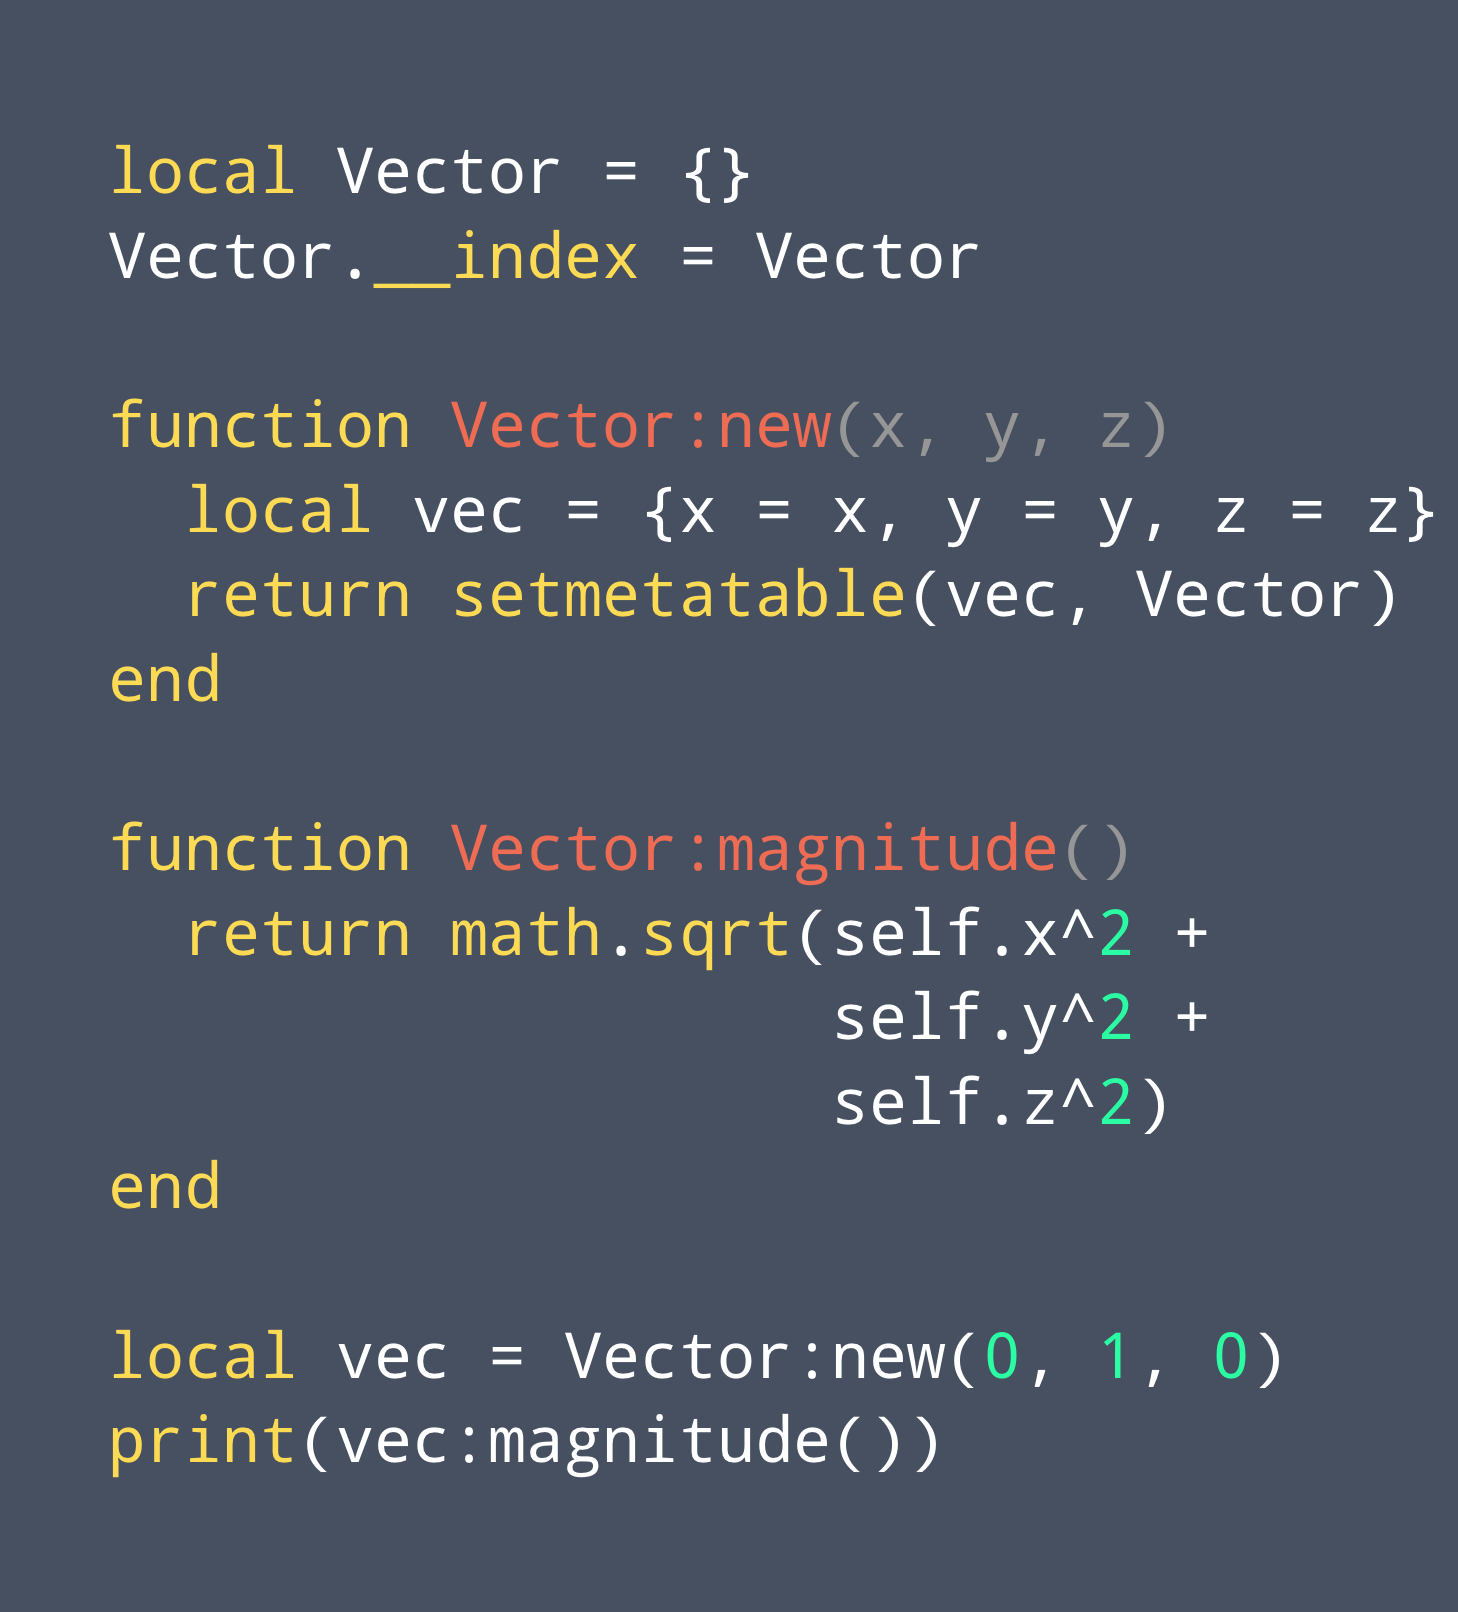 local Vector = {}
Vector.__index = Vector
function Vector:new(x, y, z)
  local vec = {x = x, y = y, z = z}
  return setmetatable(vec, Vector)
end
function Vector:magnitude()
  return math.sqrt(self.x^2 +
                   self.y^2 +
                   self.z^2)
end
local vec = Vector:new(0, 1, 0)
print(vec:magnitude())